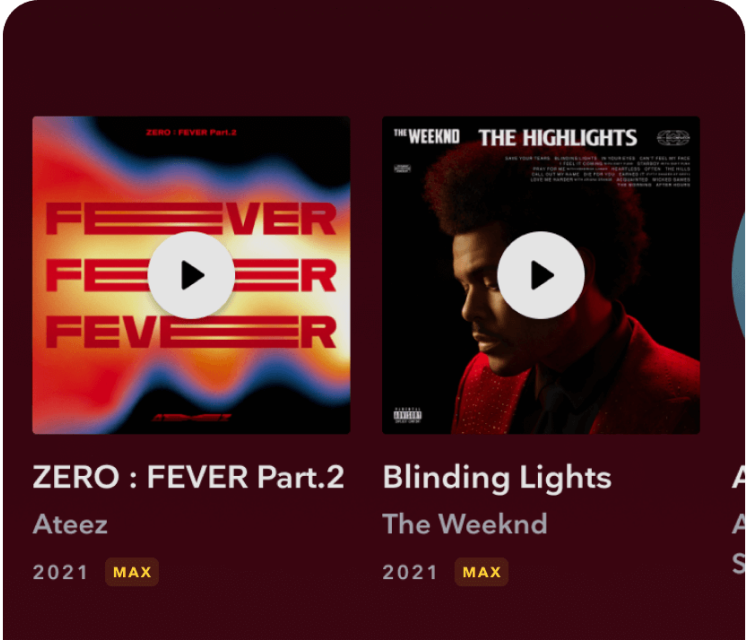 ZERO : FEVER Part.2
FEVER
FEVER
FEVER
ATEEZ
THE WEEKND THE HIGHLIGHTS
SAVE YOUR TEARS BLINDING LIGHTS IN YOUR EYES CAN'T FEEL MY FACE
I FEEL IT COMING STARBOY
PRAY FOR ME HEARTLESS OFTEN THE HILLS
CALL OUT MY NAME DIE FOR YOU EARNED IT
LOVE ME HARDER ACQUAINTED WICKED GAMES
THE MORNING AFTER HOURS
PARENTAL
ADVISORY
EXPLICIT CONTENT
ZERO : FEVER Part.2
Ateez
2021 MAX
Blinding Lights
The Weeknd
2021 MAX
A
A
S